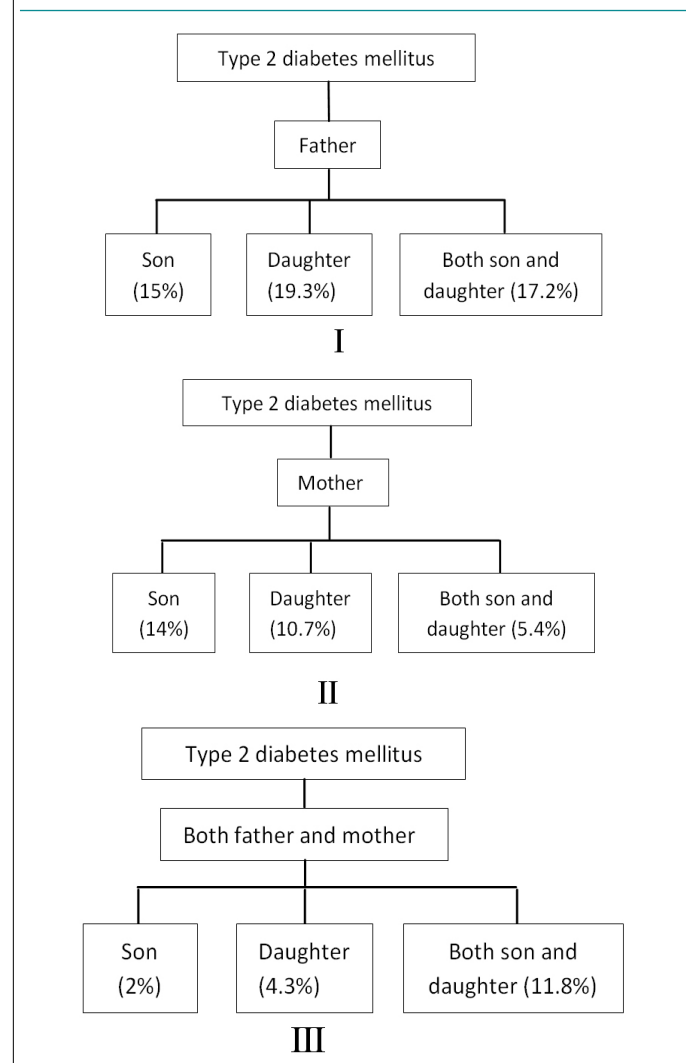 Type 2 diabetes mellitus
Father
Son
(15%)
Daughter
(19.3%)
Both son and
daughter (17.2%)
I
Type 2 diabetes mellitus
Mother
Son
(14%)
Daughter
(10.7%)
Both son and
daughter (5.4%)
II
Type 2 diabetes mellitus
Both father and mother
Son
(2%)
Daughter
(4.3%)
Both son and
daughter (11.8%)
III